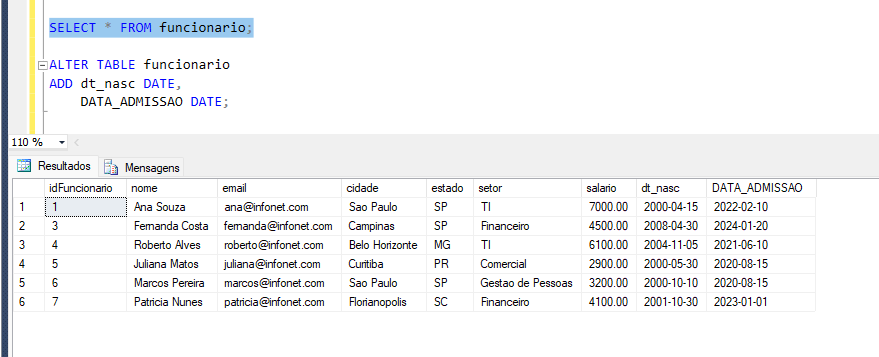 SELECT * FROM funcionario;
ALTER TABLE funcionario
ADD dt_nasc DATE,
DATA_ADMISSAO DATE;
110 %
Resultados Mensagens
idFuncionario nome email cidade estado setor salario dt_nasc DATA_ADMISSAO
1 1 Ana Souza ana@infonet.com Sao Paulo SP TI 7000.00 2000-04-15 2022-02-10
2 3 Fernanda Costa fernanda@infonet.com Campinas SP Financeiro 4500.00 2008-04-30 2024-01-20
3 4 Roberto Alves roberto@infonet.com Belo Horizonte MG TI 6100.00 2004-11-05 2021-06-10
4 5 Juliana Matos juliana@infonet.com Curitiba PR Comercial 2900.00 2000-05-30 2020-08-15
5 6 Marcos Pereira marcos@infonet.com Sao Paulo SP Gestao de Pessoas 3200.00 2000-10-10 2020-08-15
6 7 Patricia Nunes patricia@infonet.com Florianopolis SC Financeiro 4100.00 2001-10-30 2023-01-01